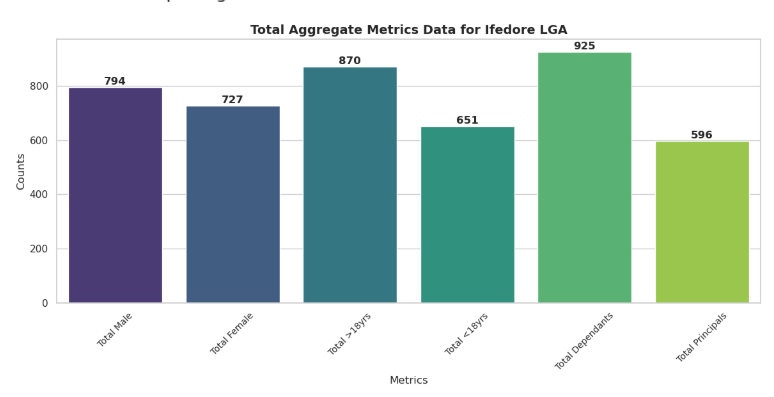 Total Aggregate Metrics Data for Ifedore LGA
Counts
800
600
400
200
0
794
727
870
651
925
596
Total Male
Total Female
Total >18yrs
Total <18yrs
Total Dependants
Total Principals
Metrics